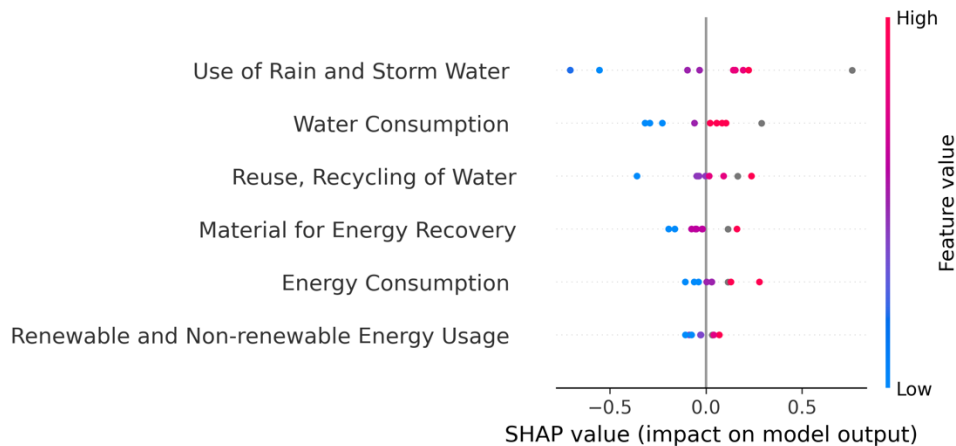 High
Use of Rain and Storm Water
Water Consumption
Reuse, Recycling of Water
Material for Energy Recovery
Energy Consumption
Renewable and Non-renewable Energy Usage
Feature value
Low
−0.5 0.0 0.5
SHAP value (impact on model output)